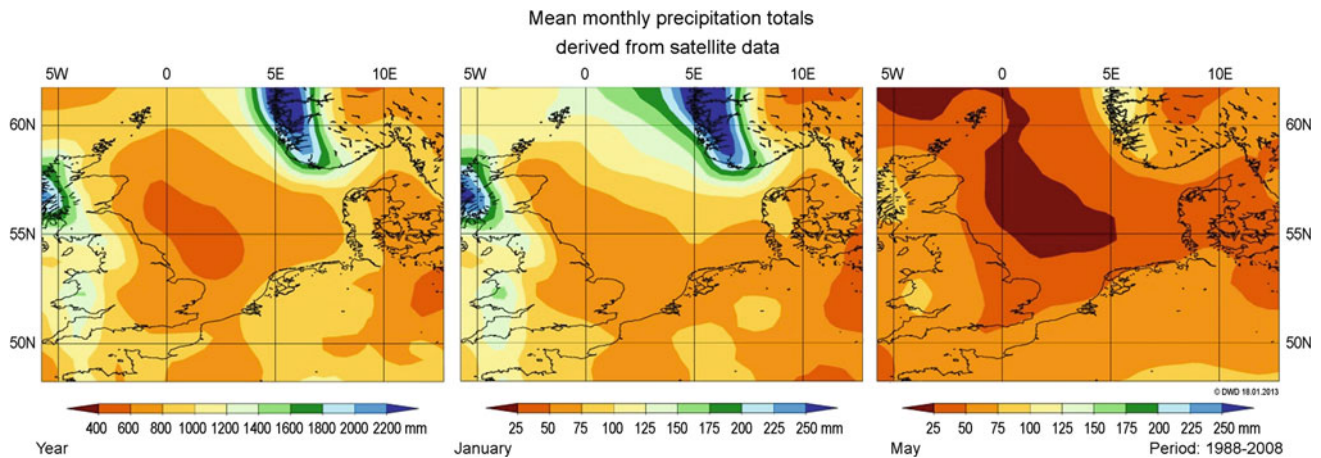 Mean monthly precipitation totals
derived from satellite data
5W 0 5E 10E 5W 0 5E 10E 5W 0 5E 10E
60N 60N
55N 55N
50N 50N
© DWD 18.01.2013
400 600 800 1000 1200 1400 1600 1800 2000 2200 mm 25 50 75 100 125 150 175 200 225 250 mm 25 50 75 100 125 150 175 200 225 250 mm
Year January May Period: 1988-2008